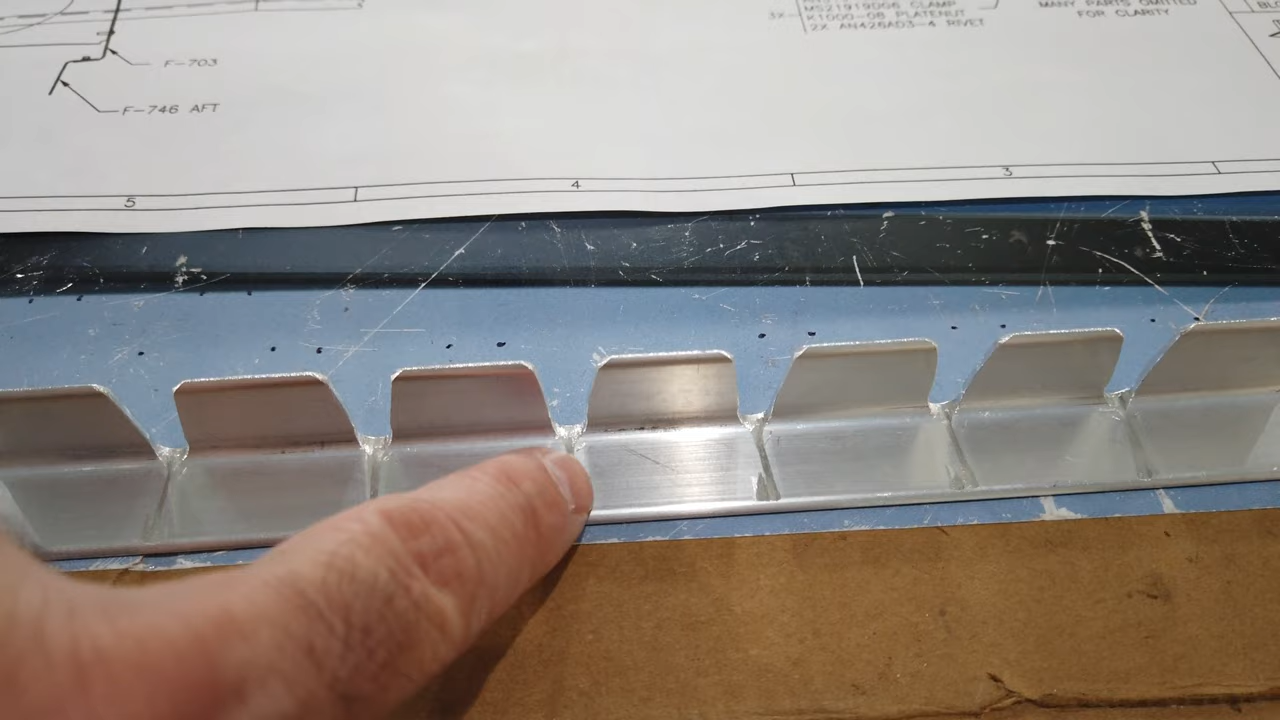 MS21919DG6 CLAMP
3X K1000-08 PLATENUT
2X AN426AD3-4 RIVET
MANY PARTS OMITTED
FOR CLARITY
F-703
F-746 AFT
5
4
3